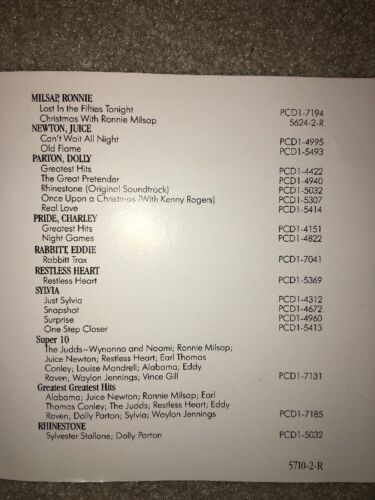 MILSAP, RONNIE
Lost In the Fifties Tonight PCD1-7194
Christmas With Ronnie Milsap 5624-2-R
NEWTON, JUICE
Can't Wait All Night PCD1-4995
Old Flame PCD1-5493
PARTON, DOLLY
Greatest Hits PCD1-4422
The Great Pretender PCD1-4940
Rhinestone (Original Soundtrack) PCD1-5032
Once Upon a Christmas (With Kenny Rogers) PCD1-5307
Real Love PCD1-5414
PRIDE, CHARLEY
Greatest Hits PCD1-4151
Night Games PCD1-4822
RABBITT, EDDIE
Rabbitt Trax PCD1-7041
RESTLESS HEART
Restless Heart PCD1-5369
SYLVIA
Just Sylvia PCD1-4312
Snapshot PCD1-4672
Surprise PCD1-4960
One Step Closer PCD1-5413
Super 10
The Judds–Wynonna and Naomi; Ronnie Milsap;
Juice Newton; Restless Heart; Earl Thomas
Conley; Louise Mandrell; Alabama; Eddy
Raven; Waylon Jennings; Vince Gill PCD1-7131
Greatest Greatest Hits
Alabama; Juice Newton; Ronnie Milsap; Earl
Thomas Conley; The Judds; Restless Heart; Eddy
Raven; Dolly Parton; Sylvia; Waylon Jennings PCD1-7185
RHINESTONE
Sylvester Stallone; Dolly Parton PCD1-5032
5710-2-R